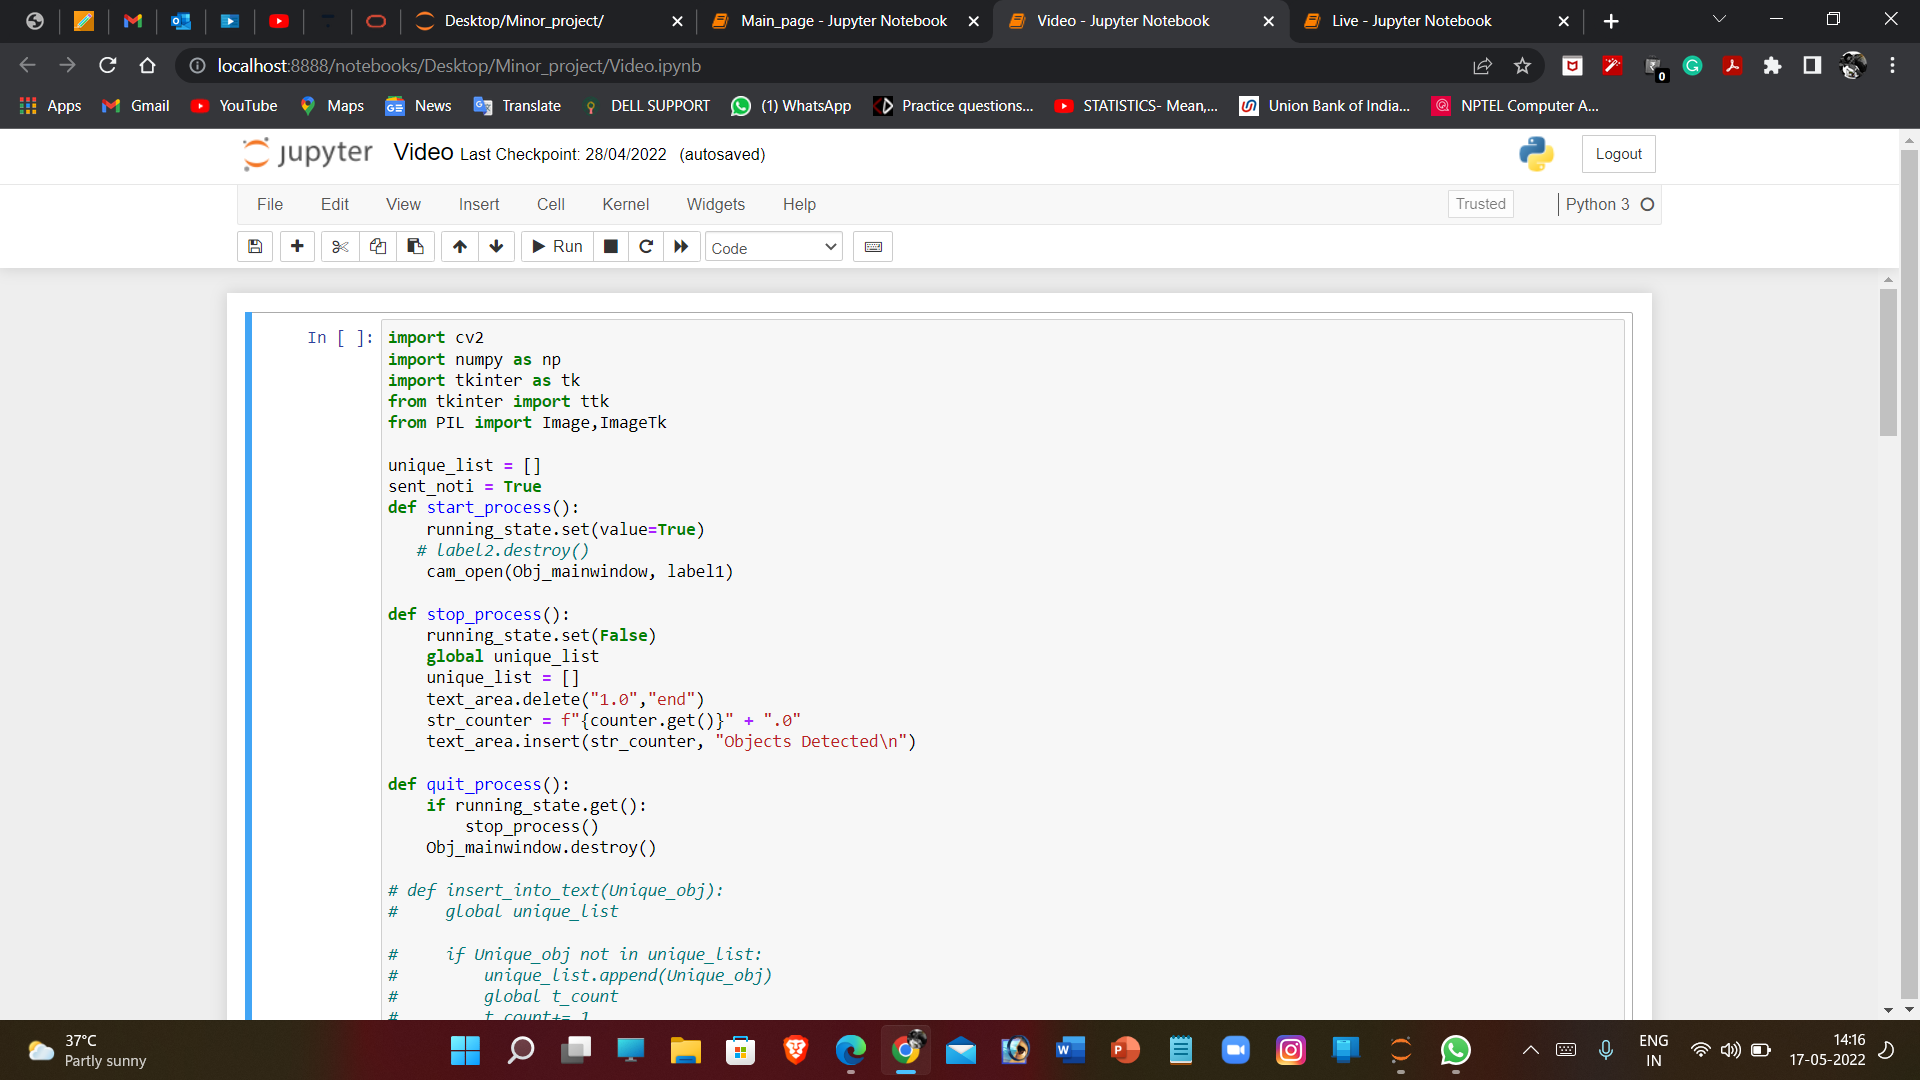 Desktop/Minor_project/
Main_page - Jupyter Notebook
Video - Jupyter Notebook
Live - Jupyter Notebook
localhost:8888/notebooks/Desktop/Minor_project/Video.ipynb
0
Apps
Gmail
YouTube
Maps
News
Translate
DELL SUPPORT
(1) WhatsApp
Practice questions...
STATISTICS- Mean,...
Union Bank of India...
NPTEL Computer A...
jupyter Video Last Checkpoint: 28/04/2022 (autosaved)
Logout
File Edit View Insert Cell Kernel Widgets Help
Trusted
Python 3
Run
Code
In [ ]: import cv2
import numpy as np
import tkinter as tk
from tkinter import ttk
from PIL import Image,ImageTk
unique_list = []
sent_noti = True
def start_process():
    running_state.set(value=True)
   # label2.destroy()
    cam_open(Obj_mainwindow, label1)
def stop_process():
    running_state.set(False)
    global unique_list
    unique_list = []
    text_area.delete("1.0","end")
    str_counter = f"{counter.get()}" + ".0"
    text_area.insert(str_counter, "Objects Detected\n")
def quit_process():
    if running_state.get():
        stop_process()
    Obj_mainwindow.destroy()
# def insert_into_text(Unique_obj):
#     global unique_list
#     if Unique_obj not in unique_list:
#         unique_list.append(Unique_obj)
#         global t_count
#         t_count+= 1
37°C
Partly sunny
ENG
IN
14:16
17-05-2022